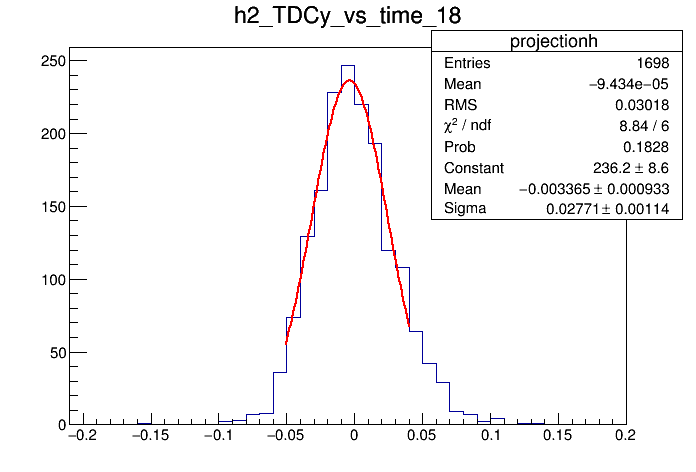 h2_TDCy_vs_time_18
projectionh
Entries 1698
Mean −9.434e−05
RMS 0.03018
χ² / ndf 8.84 / 6
Prob 0.1828
Constant 236.2 ± 8.6
Mean −0.003365 ± 0.000933
Sigma 0.02771 ± 0.00114
250
200
150
100
50
0
−0.2 −0.15 −0.1 −0.05 0 0.05 0.1 0.15 0.2